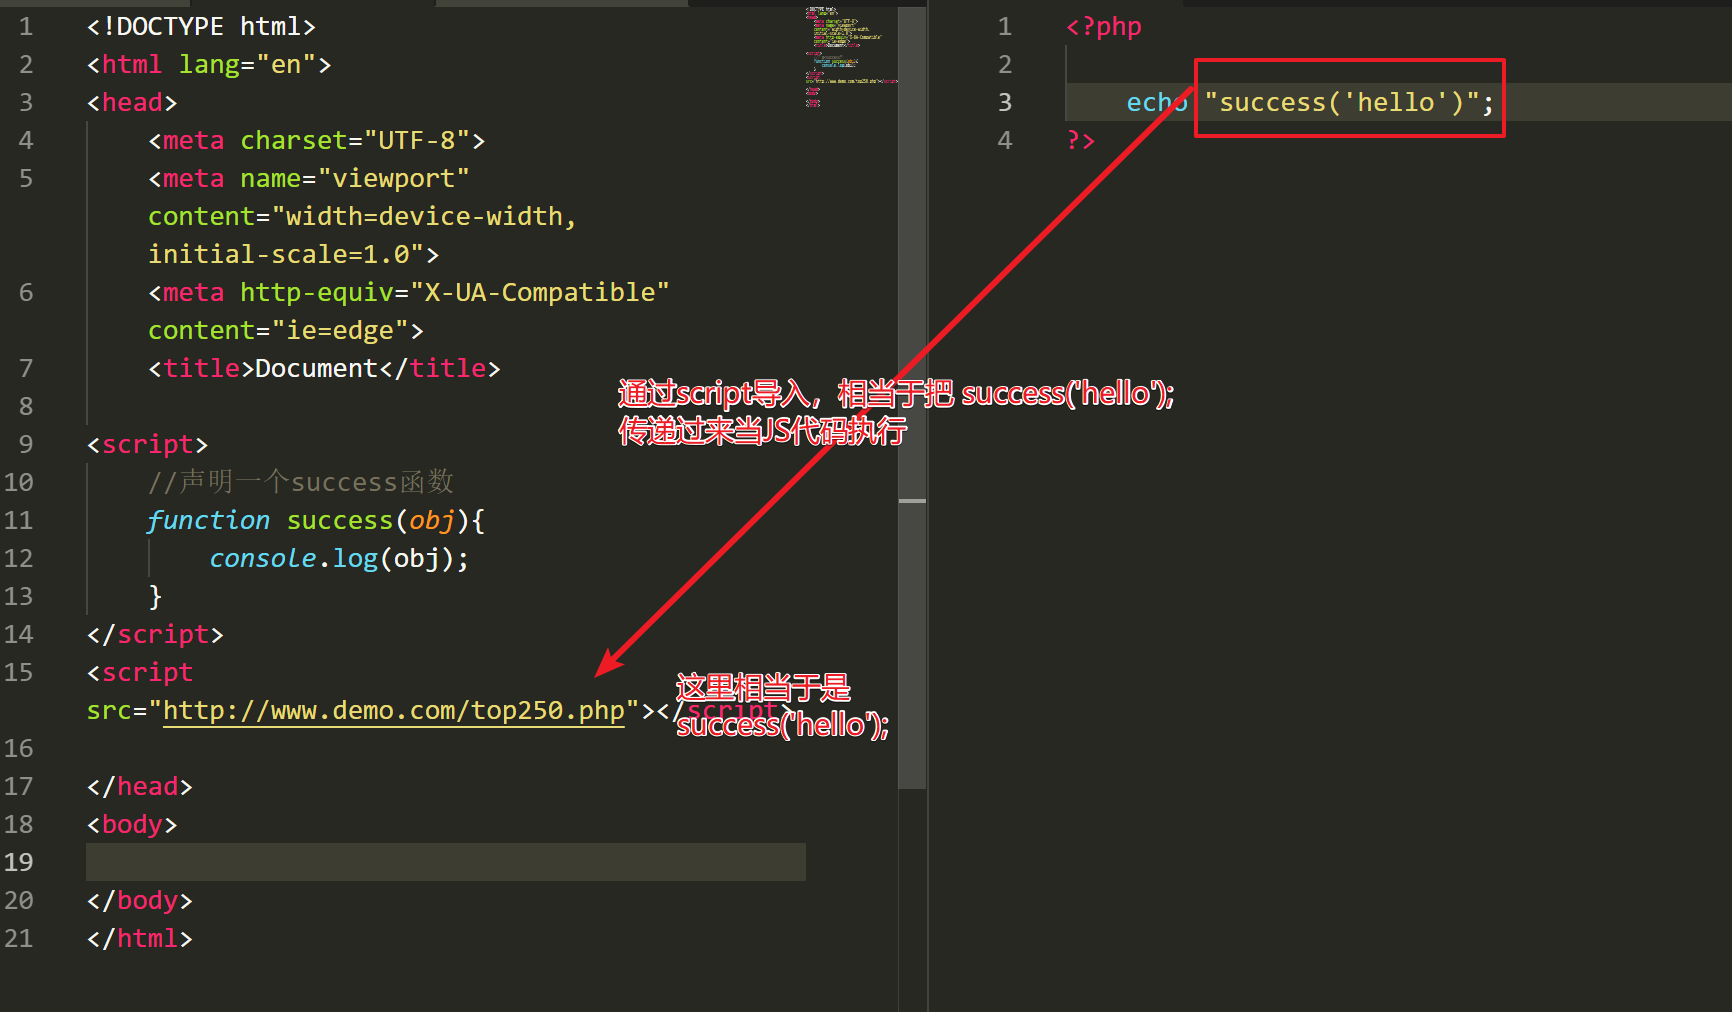 1 <!DOCTYPE html>
2 <html lang="en">
3 <head>
4 <meta charset="UTF-8">
5 <meta name="viewport"
content="width=device-width,
initial-scale=1.0">
6 <meta http-equiv="X-UA-Compatible"
content="ie=edge">
7 <title>Document</title>
8
9 <script>
10 //声明一个success函数
11 function success(obj){
12 console.log(obj);
13 }
14 </script>
15 <script
src="http://www.demo.com/top250.php"></script>
16
17 </head>
18 <body>
19
20 </body>
21 </html>
通过script导入，相当于把 success('hello');
传递过来当JS代码执行
这里相当于是
success('hello');
1 <?php
2
3 echo "success('hello')";
4 ?>